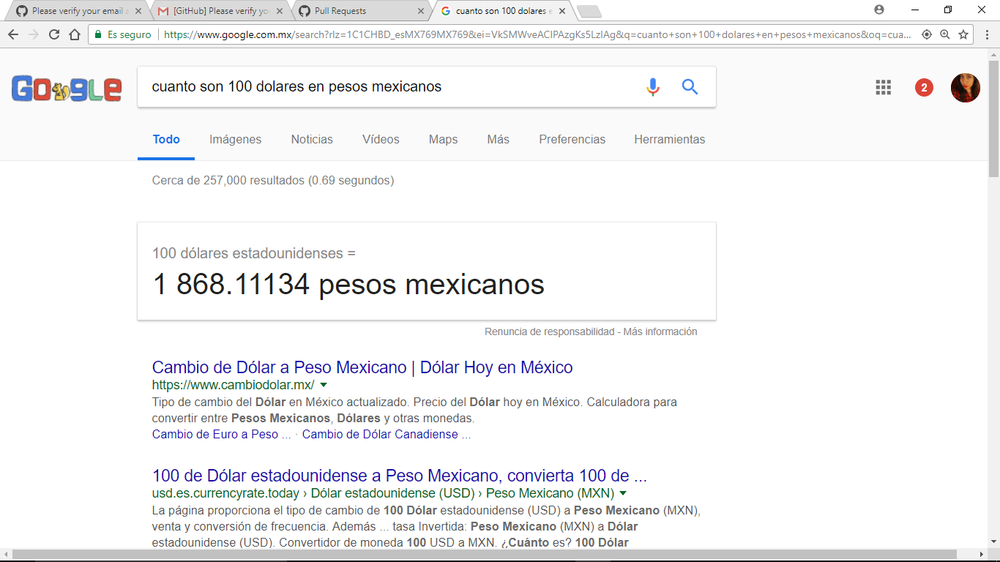 Please verify your email a
[GitHub] Please verify yo
Pull Requests
cuanto son 100 dolares e
Es seguro
https://www.google.com.mx/search?rlz=1C1CHBD_esMX769MX769&ei=VkSMWveACIPAzgKs5LzIAg&q=cuanto+son+100+dolares+en+pesos+mexicanos&oq=cua...
Google
cuanto son 100 dolares en pesos mexicanos
2
Todo
Imágenes
Noticias
Vídeos
Maps
Más
Preferencias
Herramientas
Cerca de 257,000 resultados (0.69 segundos)
100 dólares estadounidenses =
1 868.11134 pesos mexicanos
Renuncia de responsabilidad - Más información
Cambio de Dólar a Peso Mexicano | Dólar Hoy en México
https://www.cambiodolar.mx/
Tipo de cambio del Dólar en México actualizado. Precio del Dólar hoy en México. Calculadora para
convertir entre Pesos Mexicanos, Dólares y otras monedas.
Cambio de Euro a Peso ... · Cambio de Dólar Canadiense ...
100 de Dólar estadounidense a Peso Mexicano, convierta 100 de ...
usd.es.currencyrate.today › Dólar estadounidense (USD) › Peso Mexicano (MXN)
La página proporciona el tipo de cambio de 100 Dólar estadounidense (USD) a Peso Mexicano (MXN),
venta y conversión de frecuencia. Además ... tasa Invertida: Peso Mexicano (MXN) a Dólar
estadounidense (USD). Convertidor de moneda 100 USD a MXN. ¿Cuánto es? 100 Dólar